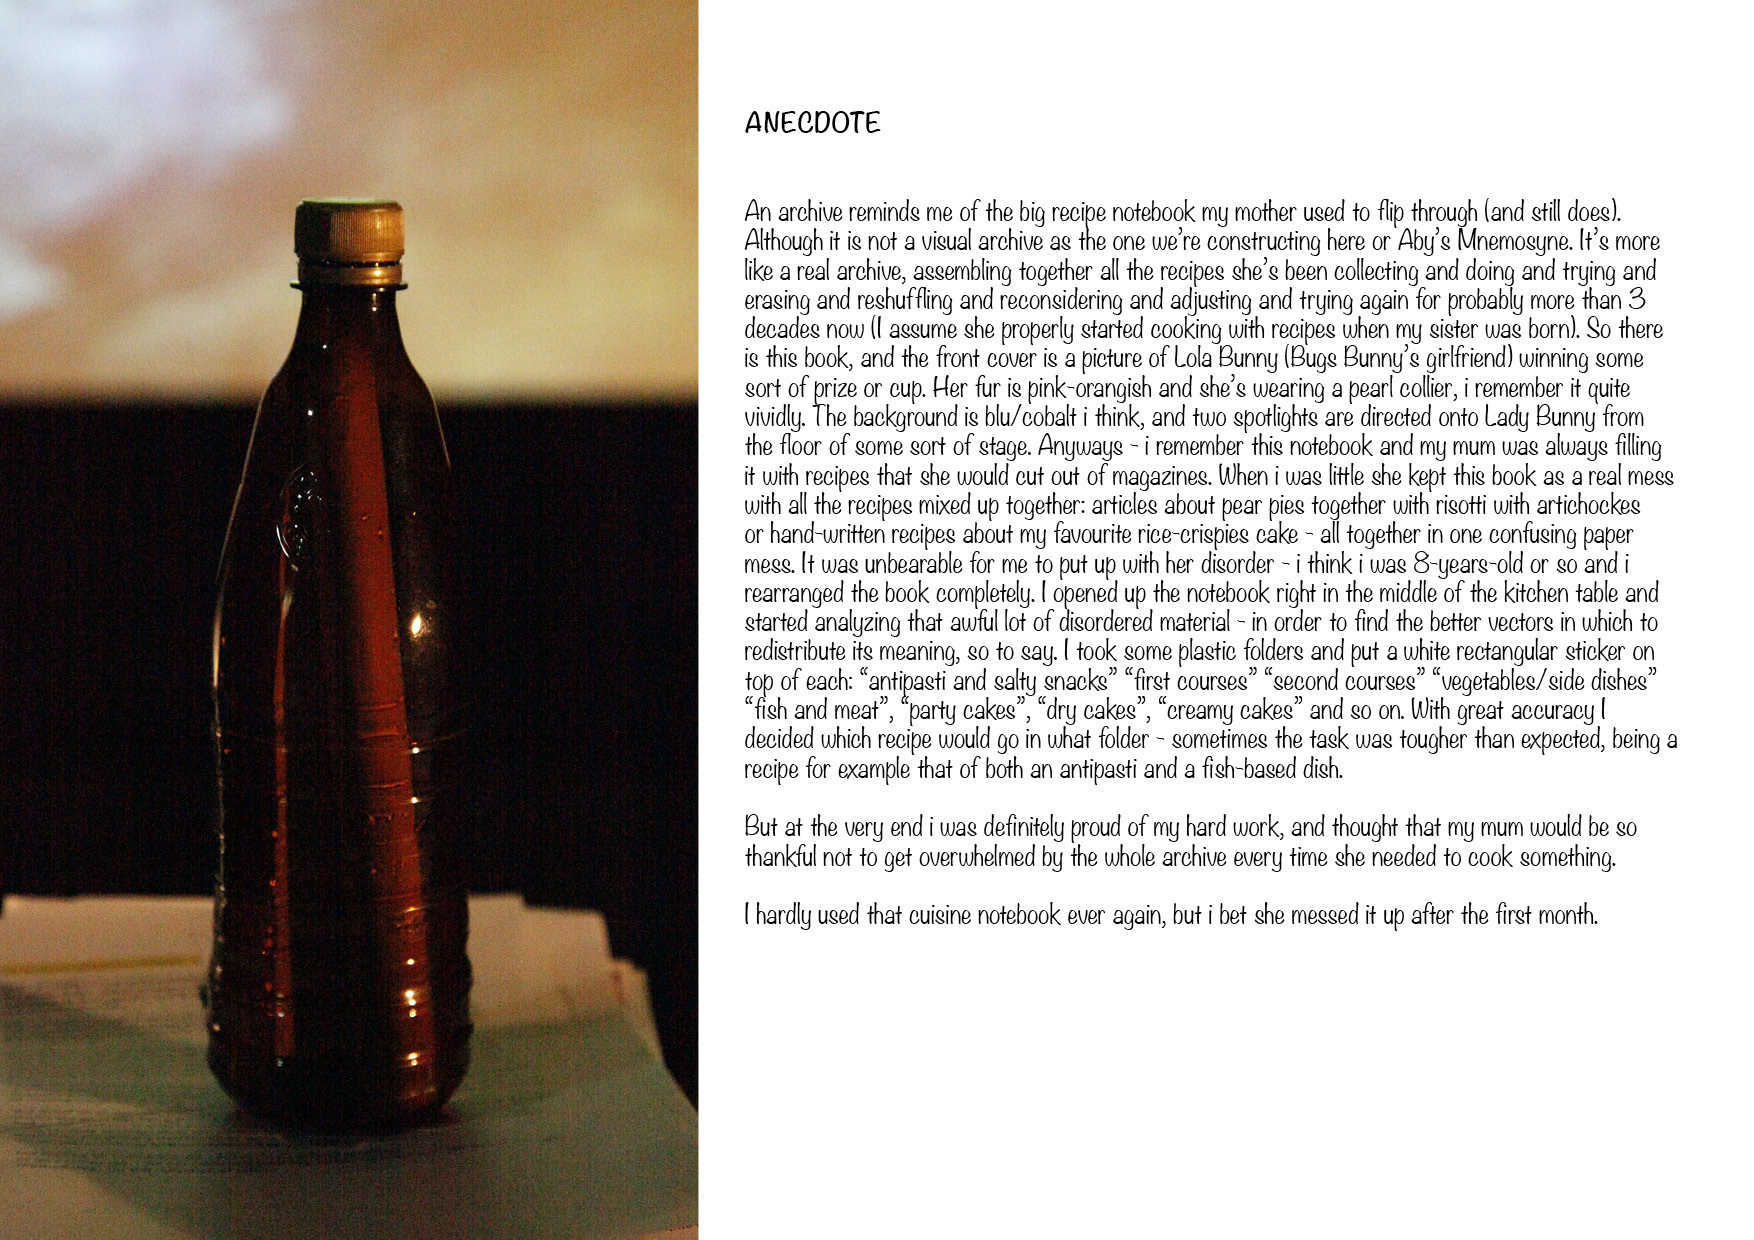 ANECDOTE
An archive reminds me of the big recipe notebook my mother used to flip through (and still does).
Although it is not a visual archive as the one we're constructing here or Aby's Mnemosyne. It's more
like a real archive, assembling together all the recipes she's been collecting and doing and trying and
erasing and reshuffling and reconsidering and adjusting and trying again for probably more than 3
decades now (I assume she properly started cooking with recipes when my sister was born). So there
is this book, and the front cover is a picture of Lola Bunny (Bugs Bunny's girlfriend) winning some
sort of prize or cup. Her fur is pink-orangish and she's wearing a pearl collier, i remember it quite
vividly. The background is blu/cobalt i think, and two spotlights are directed onto Lady Bunny from
the floor of some sort of stage. Anyways - i remember this notebook and my mum was always filling
it with recipes that she would cut out of magazines. When i was little she kept this book as a real mess
with all the recipes mixed up together: articles about pear pies together with risotti with artichockes
or hand-written recipes about my favourite rice-crispies cake - all together in one confusing paper
mess. It was unbearable for me to put up with her disorder - i think i was 8-years-old or so and i
rearranged the book completely. I opened up the notebook right in the middle of the kitchen table and
started analyzing that awful lot of disordered material - in order to find the better vectors in which to
redistribute its meaning, so to say. I took some plastic folders and put a white rectangular sticker on
top of each: “antipasti and salty snacks” “first courses” “second courses” “vegetables/side dishes”
“fish and meat”, “party cakes”, “dry cakes”, “creamy cakes” and so on. With great accuracy I
decided which recipe would go in what folder - sometimes the task was tougher than expected, being a
recipe for example that of both an antipasti and a fish-based dish.
But at the very end i was definitely proud of my hard work, and thought that my mum would be so
thankful not to get overwhelmed by the whole archive every time she needed to cook something.
I hardly used that cuisine notebook ever again, but i bet she messed it up after the first month.